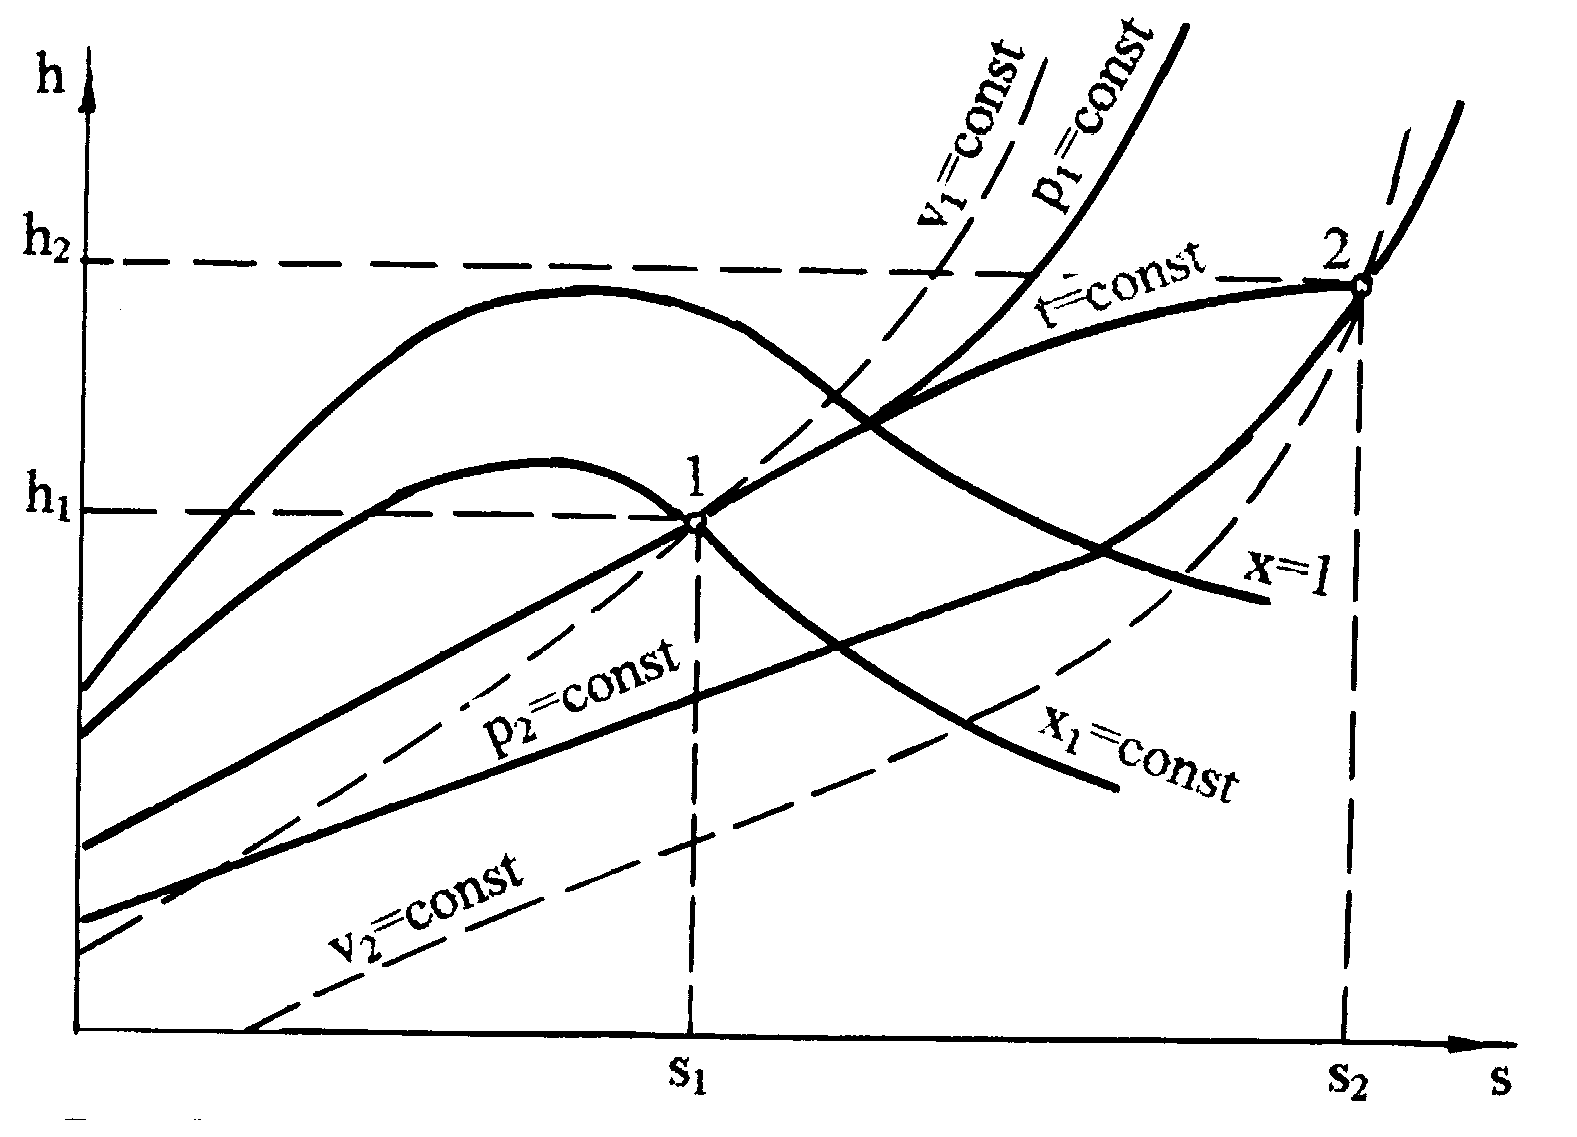 h
v₁=const
p₁=const
h₂
t=const
2
h₁
1
x=1
p₂=const
x₁=const
v₂=const
s₁
s₂
s